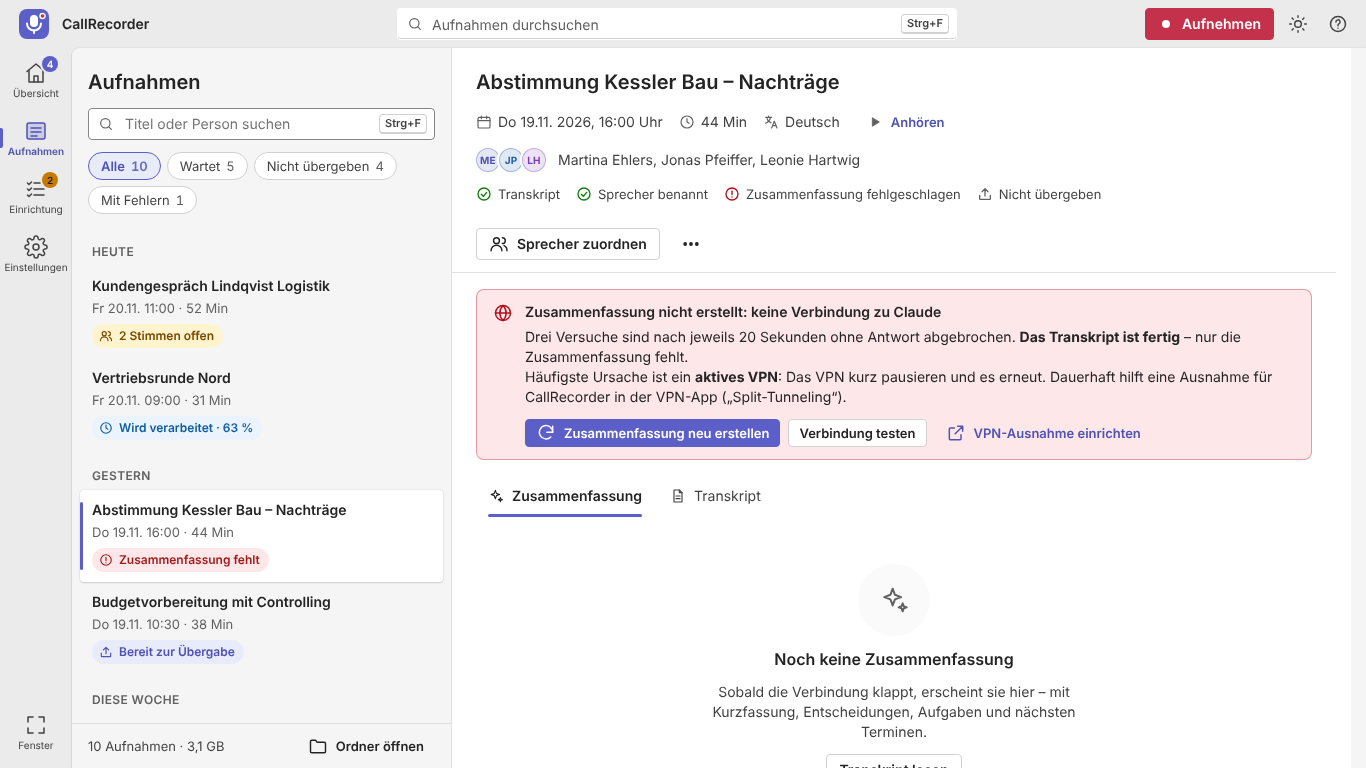 CallRecorder
Aufnahmen durchsuchen
Strg+F
Aufnehmen
4
Übersicht
Aufnahmen
2
Einrichtung
Einstellungen
Fenster
Aufnahmen
Titel oder Person suchen
Strg+F
Alle 10
Wartet 5
Nicht übergeben 4
Mit Fehlern 1
HEUTE
Kundengespräch Lindqvist Logistik
Fr 20.11. 11:00 · 52 Min
2 Stimmen offen
Vertriebsrunde Nord
Fr 20.11. 09:00 · 31 Min
Wird verarbeitet · 63 %
GESTERN
Abstimmung Kessler Bau – Nachträge
Do 19.11. 16:00 · 44 Min
Zusammenfassung fehlt
Budgetvorbereitung mit Controlling
Do 19.11. 10:30 · 38 Min
Bereit zur Übergabe
DIESE WOCHE
10 Aufnahmen · 3,1 GB
Ordner öffnen
Abstimmung Kessler Bau – Nachträge
Do 19.11. 2026, 16:00 Uhr
44 Min
Deutsch
Anhören
ME JP LH
Martina Ehlers, Jonas Pfeiffer, Leonie Hartwig
Transkript
Sprecher benannt
Zusammenfassung fehlgeschlagen
Nicht übergeben
Sprecher zuordnen
Zusammenfassung nicht erstellt: keine Verbindung zu Claude
Drei Versuche sind nach jeweils 20 Sekunden ohne Antwort abgebrochen. Das Transkript ist fertig – nur die
Zusammenfassung fehlt.
Häufigste Ursache ist ein aktives VPN: Das VPN kurz pausieren und es erneut. Dauerhaft hilft eine Ausnahme für
CallRecorder in der VPN-App („Split-Tunneling“).
Zusammenfassung neu erstellen
Verbindung testen
VPN-Ausnahme einrichten
Zusammenfassung
Transkript
Noch keine Zusammenfassung
Sobald die Verbindung klappt, erscheint sie hier – mit
Kurzfassung, Entscheidungen, Aufgaben und nächsten
Terminen.
Transkript lesen